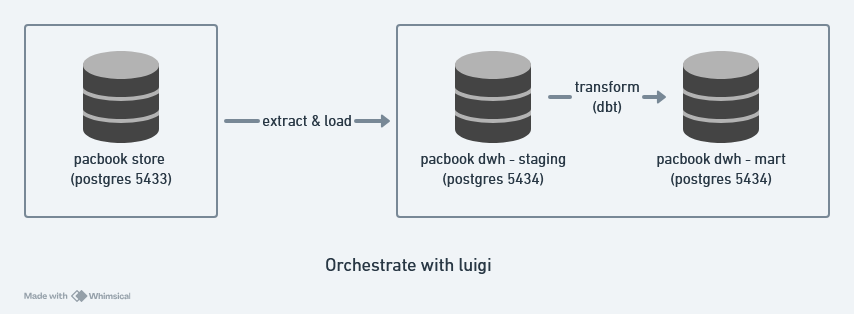 pacbook store
(postgres 5433)
extract & load
pacbook dwh - staging
(postgres 5434)
transform
(dbt)
pacbook dwh - mart
(postgres 5434)
Orchestrate with luigi
Made with Whimsical